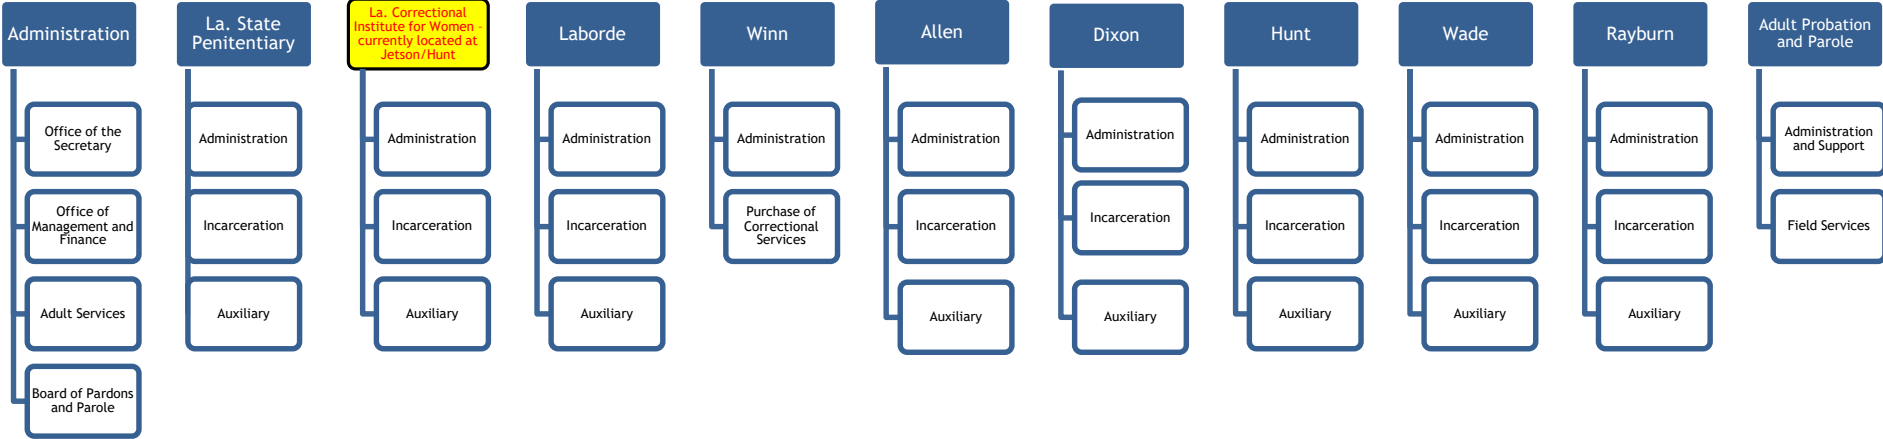 Administration
La. State
Penitentiary
La. Correctional
Institute for Women -
currently located at
Jetson/Hunt
Laborde
Winn
Allen
Dixon
Hunt
Wade
Rayburn
Adult Probation
and Parole
Office of the
Secretary
Office of
Management and
Finance
Adult Services
Board of Pardons
and Parole
Administration
Incarceration
Auxiliary
Administration
Incarceration
Auxiliary
Administration
Incarceration
Auxiliary
Administration
Purchase of
Correctional
Services
Administration
Incarceration
Auxiliary
Administration
Incarceration
Auxiliary
Administration
Incarceration
Auxiliary
Administration
Incarceration
Auxiliary
Administration
Incarceration
Auxiliary
Administration
and Support
Field Services